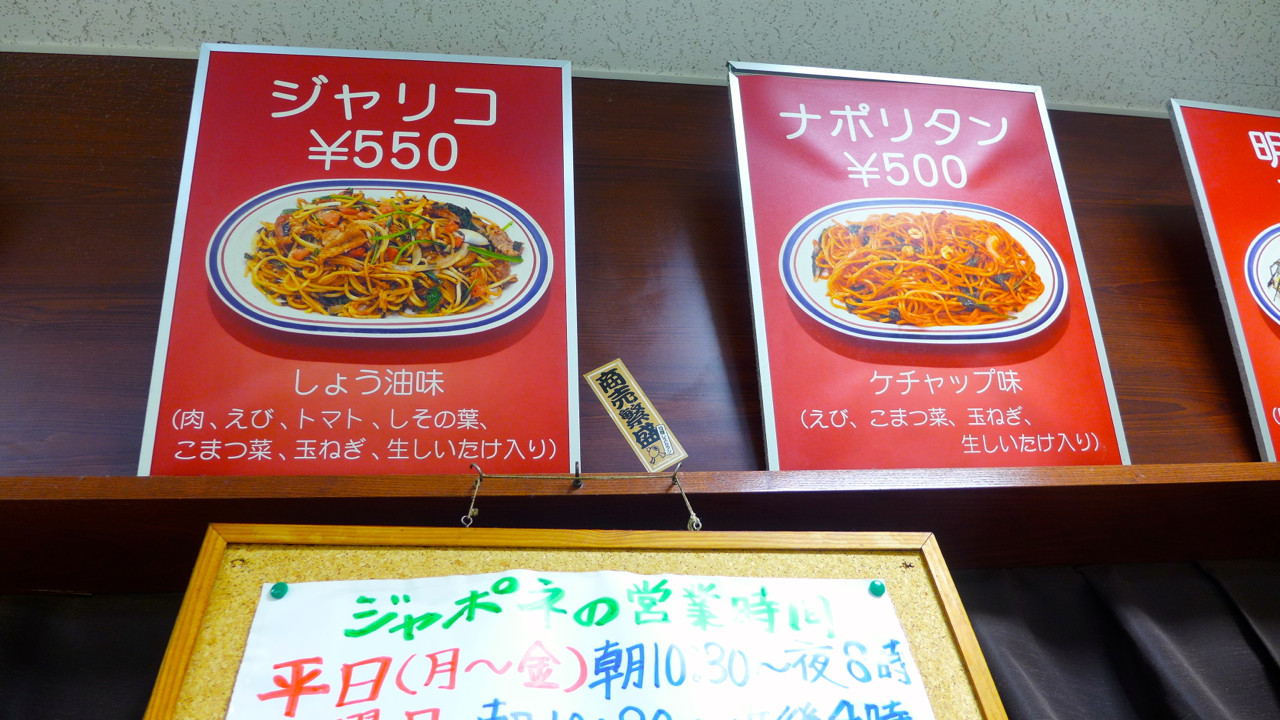 ジャリコ
¥550
しょう油味
(肉、えび、トマト、しその葉、
こまつ菜、玉ねぎ、生しいたけ入り)
商売繁盛
ナポリタン
¥500
ケチャップ味
(えび、こまつ菜、玉ねぎ、
生しいたけ入り)
明
ジャポネの営業時間
平日(月〜金)朝10:30〜夜8時